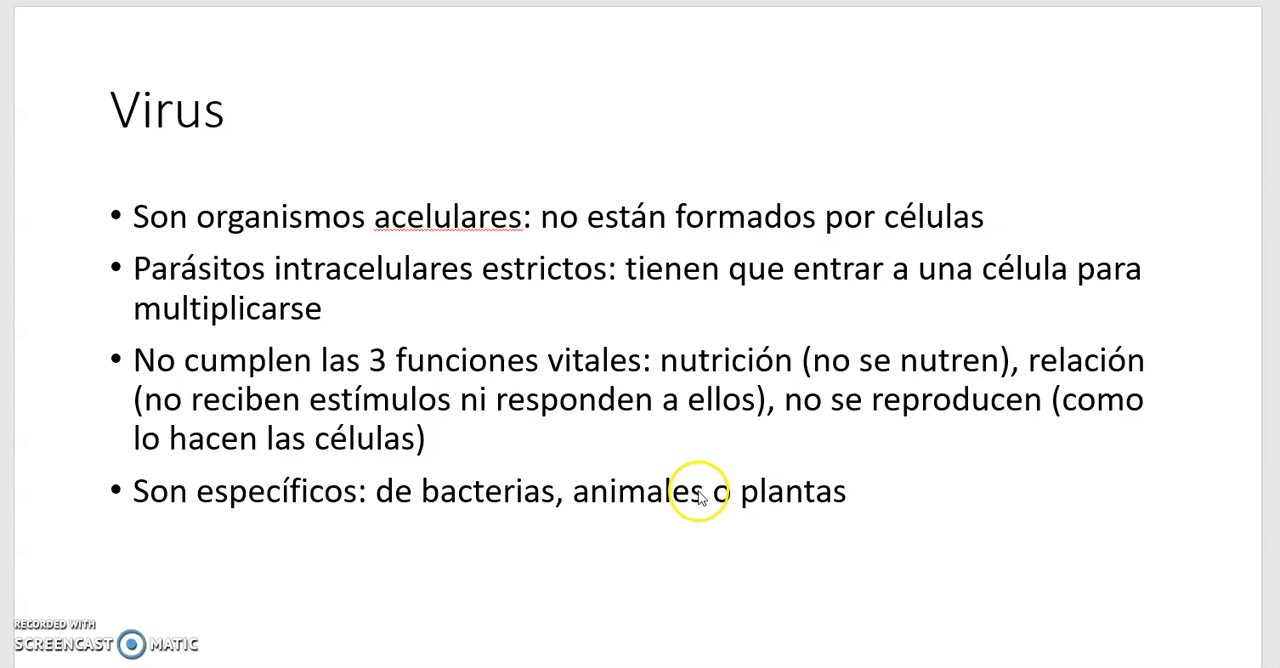 Virus
• Son organismos acelulares: no están formados por células
• Parásitos intracelulares estrictos: tienen que entrar a una célula para
multiplicarse
• No cumplen las 3 funciones vitales: nutrición (no se nutren), relación
(no reciben estímulos ni responden a ellos), no se reproducen (como
lo hacen las células)
• Son específicos: de bacterias, animales o plantas
RECORDED WITH
SCREENCAST MATIC